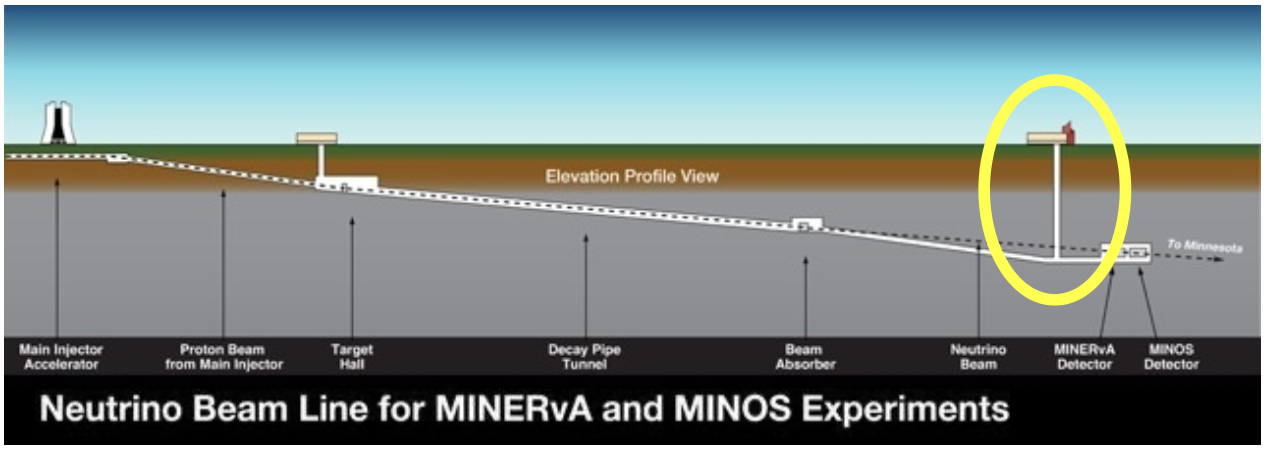 Elevation Profile View
To Minnesota
Main Injector
Accelerator
Proton Beam
from Main Injector
Target
Hall
Decay Pipe
Tunnel
Beam
Absorber
Neutrino
Beam
MINERvA
Detector
MINOS
Detector
Neutrino Beam Line for MINERvA and MINOS Experiments